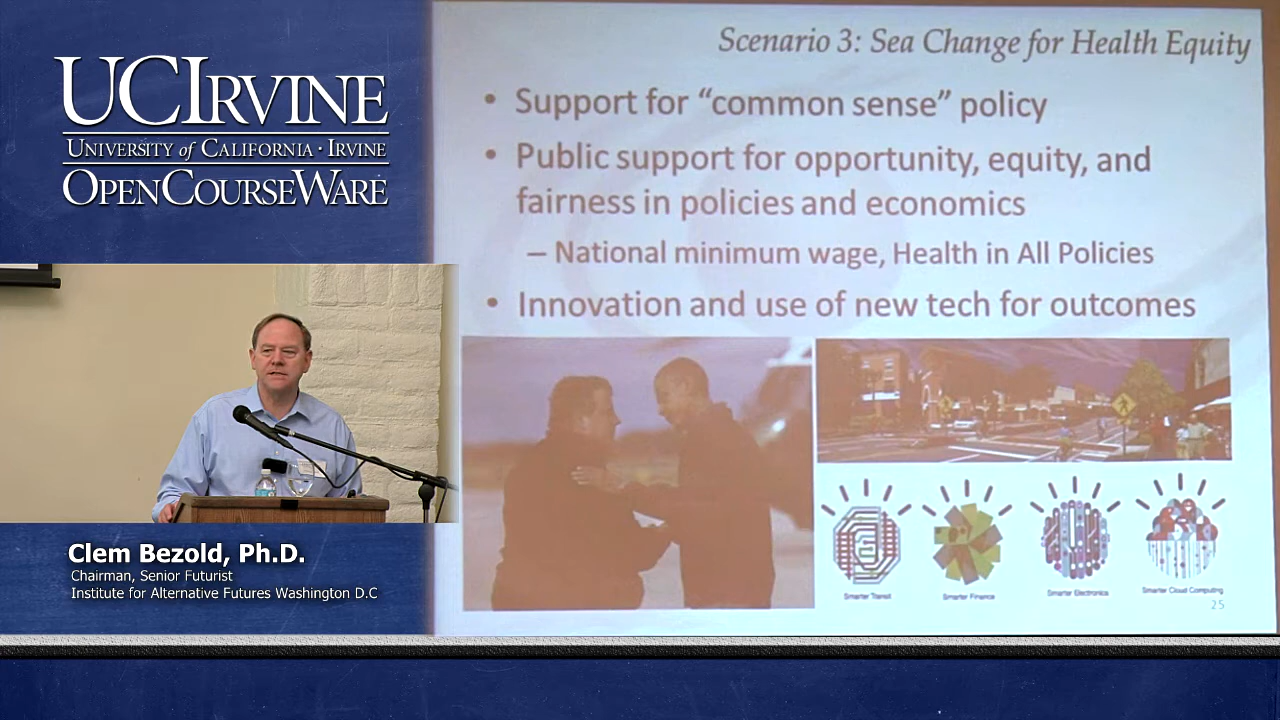 UCIRVINE
UNIVERSITY of CALIFORNIA · IRVINE
OPENCOURSEWARE
Clem Bezold, Ph.D.
Chairman, Senior Futurist
Institute for Alternative Futures Washington D.C
Scenario 3: Sea Change for Health Equity
• Support for “common sense” policy
• Public support for opportunity, equity, and
fairness in policies and economics
– National minimum wage, Health in All Policies
• Innovation and use of new tech for outcomes
Smarter Transit
Smarter Finance
Smarter Electronics
Smarter Cloud Computing
25